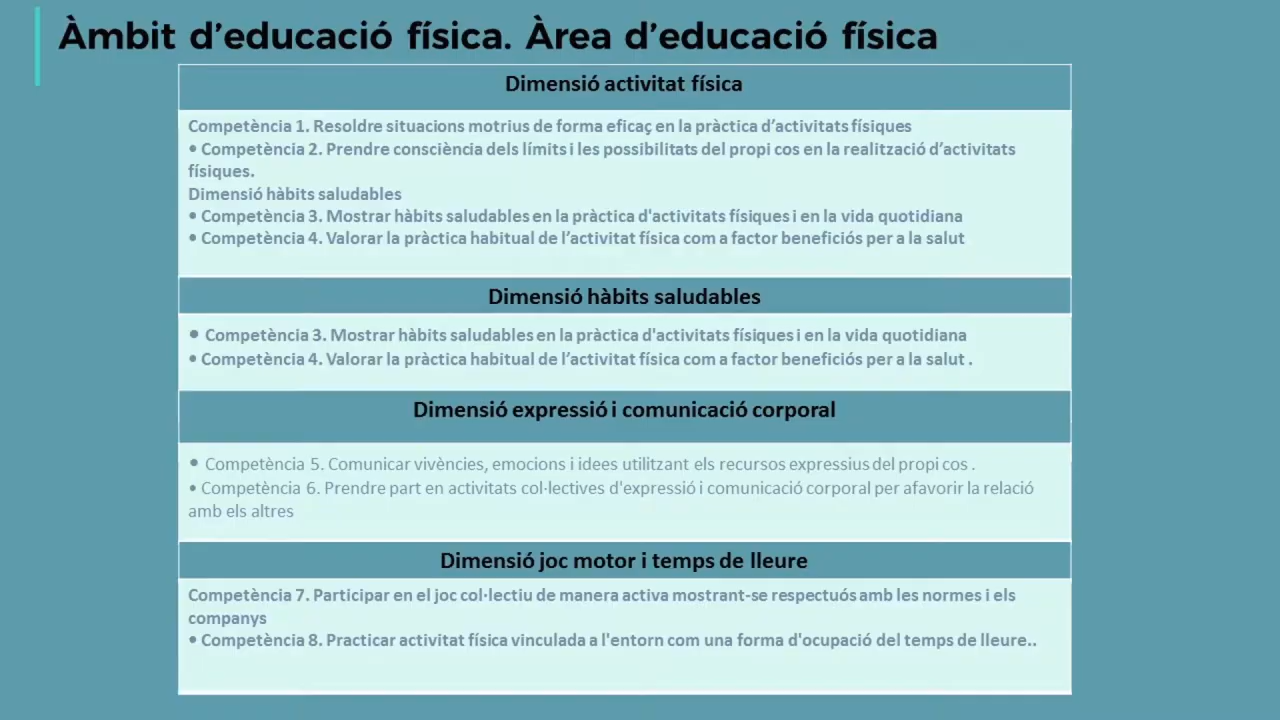 Àmbit d’educació física. Àrea d’educació física
Dimensió activitat física
Competència 1. Resoldre situacions motrius de forma eficaç en la pràctica d’activitats físiques
• Competència 2. Prendre consciència dels límits i les possibilitats del propi cos en la realització d’activitats
físiques.
Dimensió hàbits saludables
• Competència 3. Mostrar hàbits saludables en la pràctica d'activitats físiques i en la vida quotidiana
• Competència 4. Valorar la pràctica habitual de l’activitat física com a factor beneficiós per a la salut
Dimensió hàbits saludables
• Competència 3. Mostrar hàbits saludables en la pràctica d'activitats físiques i en la vida quotidiana
• Competència 4. Valorar la pràctica habitual de l’activitat física com a factor beneficiós per a la salut .
Dimensió expressió i comunicació corporal
• Competència 5. Comunicar vivències, emocions i idees utilitzant els recursos expressius del propi cos .
• Competència 6. Prendre part en activitats col·lectives d'expressió i comunicació corporal per afavorir la relació
amb els altres
Dimensió joc motor i temps de lleure
Competència 7. Participar en el joc col·lectiu de manera activa mostrant-se respectuós amb les normes i els
companys
• Competència 8. Practicar activitat física vinculada a l'entorn com una forma d'ocupació del temps de lleure..